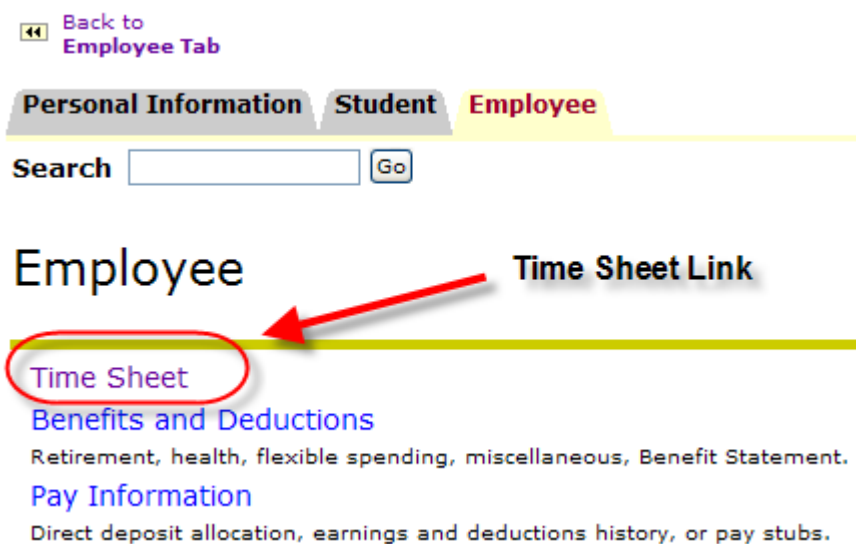 Back to
Employee Tab
Personal Information Student Employee
Search Go
Employee
Time Sheet Link
Time Sheet
Benefits and Deductions
Retirement, health, flexible spending, miscellaneous, Benefit Statement.
Pay Information
Direct deposit allocation, earnings and deductions history, or pay stubs.